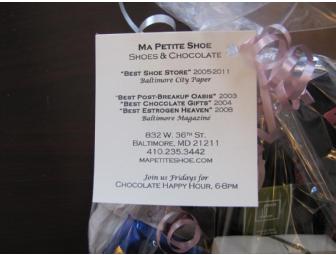 MA PETITE SHOE
SHOES & CHOCOLATE
"BEST SHOE STORE" 2005-2011
Baltimore City Paper
"BEST POST-BREAKUP OASIS" 2003
"BEST CHOCOLATE GIFTS" 2004
"BEST ESTROGEN HEAVEN" 2008
Baltimore Magazine
832 W. 36TH ST.
BALTIMORE, MD 21211
410.235.3442
MAPETITESHOE.COM
Join us Fridays for
CHOCOLATE HAPPY HOUR, 6-8PM